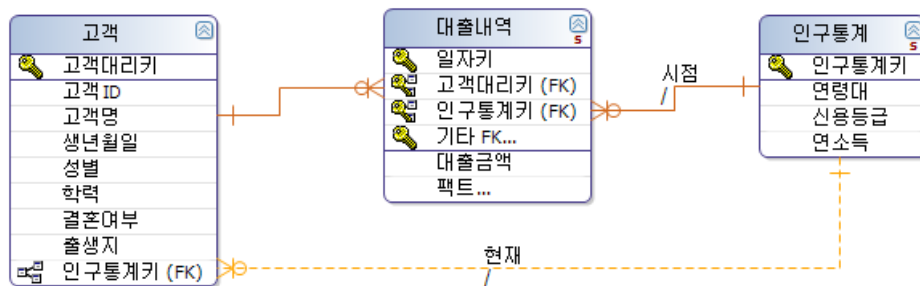 고객
고객대리키
고객ID
고객명
생년월일
성별
학력
결혼여부
출생지
인구통계키 (FK)
대출내역
S
일자키
고객대리키 (FK)
인구통계키 (FK)
기타 FK...
대출금액
팩트...
시점
인구통계
S
인구통계키
연령대
신용등급
연소득
현재